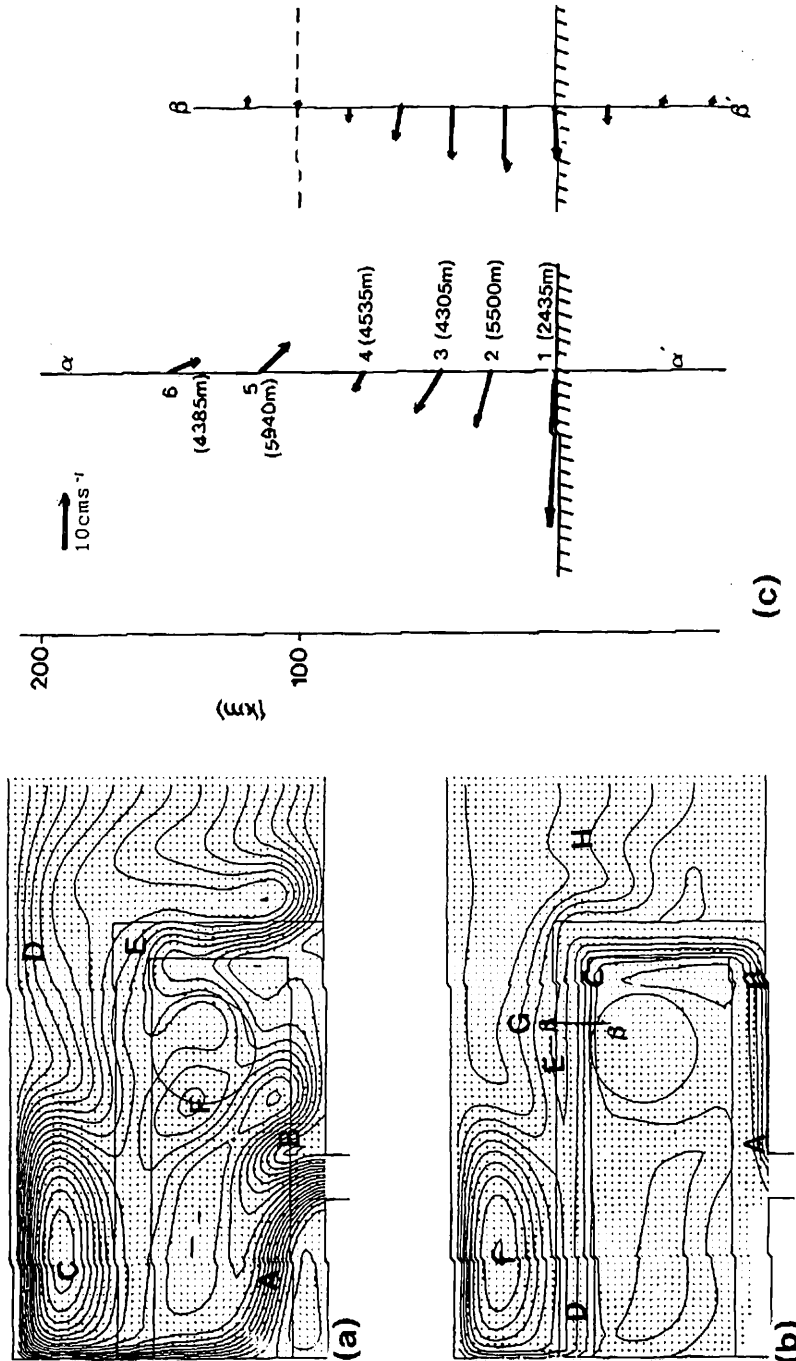 D
E
C
F
B
A
(a)
H
G
β
E
C
β´
F
D
A
B
(b)
200
100
(km)
10cms⁻¹
α
6
(4385m)
5
(5940m)
4 (4535m)
3 (4305m)
2 (5500m)
1 (2435m)
α´
β
β´
(c)